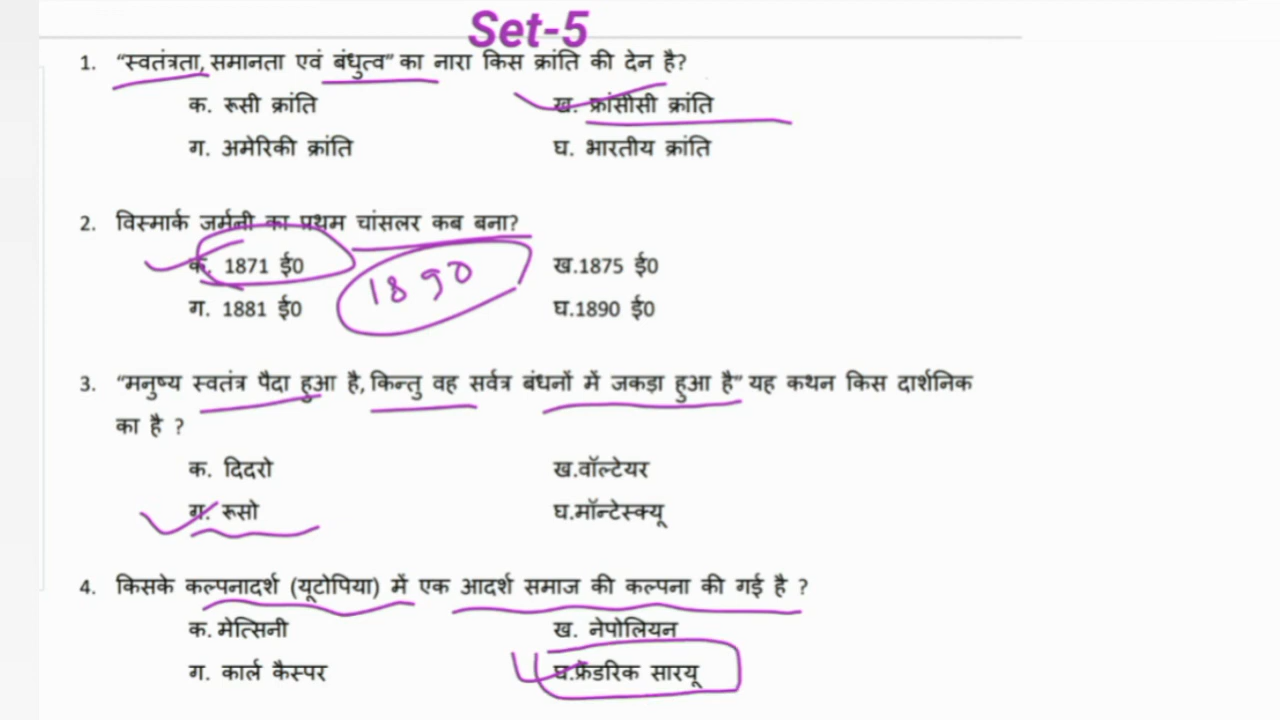 Set-5
1. “स्वतंत्रता, समानता एवं बंधुत्व” का नारा किस क्रांति की देन है?
क. रूसी क्रांति ख. फ्रांसीसी क्रांति
ग. अमेरिकी क्रांति घ. भारतीय क्रांति
2. विस्मार्क जर्मनी का प्रथम चांसलर कब बना?
क. 1871 ई0 1890 ख.1875 ई0
ग. 1881 ई0 घ.1890 ई0
3. “मनुष्य स्वतंत्र पैदा हुआ है, किन्तु वह सर्वत्र बंधनों में जकड़ा हुआ है” यह कथन किस दार्शनिक
का है ?
क. दिदरो ख.वॉल्टेयर
ग. रूसो घ.मॉन्टेस्क्यू
4. किसके कल्पनादर्श (यूटोपिया) में एक आदर्श समाज की कल्पना की गई है ?
क. मेत्सिनी ख. नेपोलियन
ग. कार्ल कैस्पर घ.फ्रेंडरिक सारयू